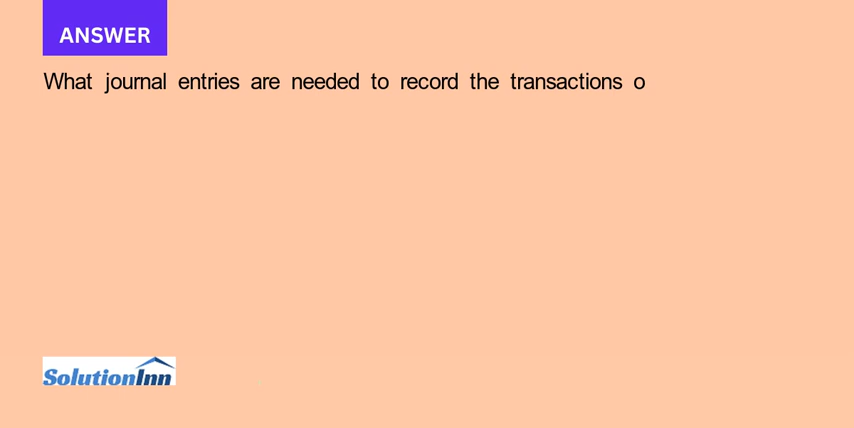 ANSWER
What journal entries are needed to record the transactions o
SolutionInn